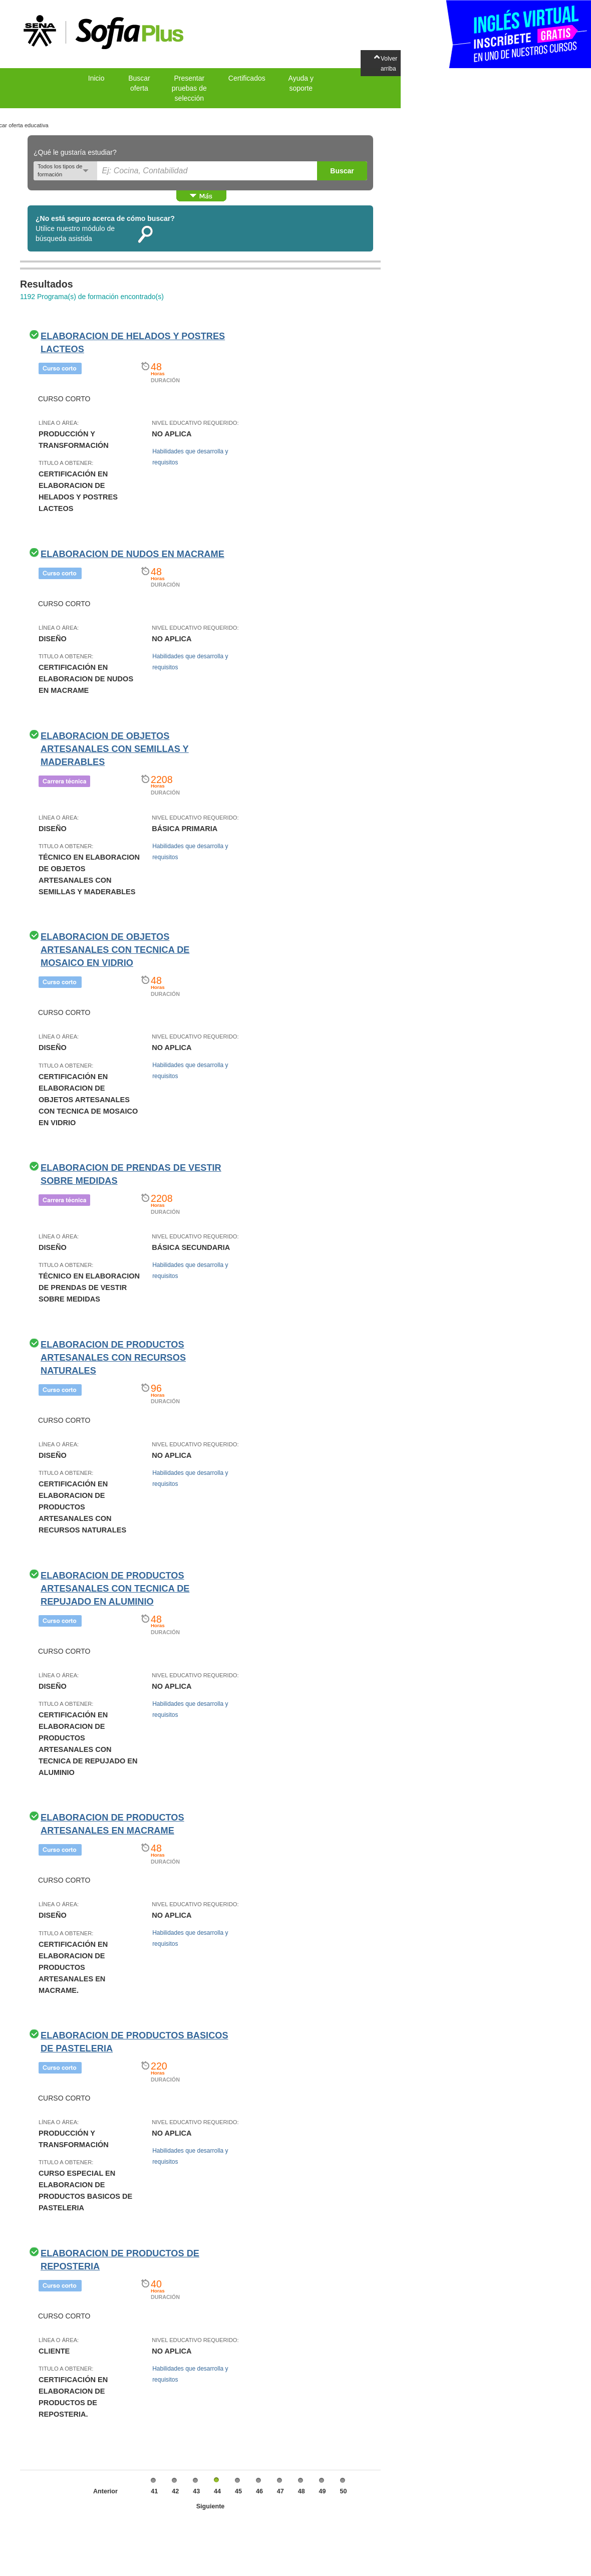 SENA
Sofia Plus
INGLÉS VIRTUAL
INSCRÍBETE GRATIS
EN UNO DE NUESTROS CURSOS
Volver
arriba
Inicio
Buscar
oferta
Presentar
pruebas de
selección
Certificados
Ayuda y
soporte
car oferta educativa
¿Qué le gustaría estudiar?
Todos los tipos de
formación
Ej: Cocina, Contabilidad
Buscar
Más
¿No está seguro acerca de cómo buscar?
Utilice nuestro módulo de
búsqueda asistida
Resultados
1192 Programa(s) de formación encontrado(s)
ELABORACION DE HELADOS Y POSTRES
LACTEOS
Curso corto
48
Horas
DURACIÓN
CURSO CORTO
LÍNEA O ÁREA:
PRODUCCIÓN Y
TRANSFORMACIÓN
TITULO A OBTENER:
CERTIFICACIÓN EN
ELABORACION DE
HELADOS Y POSTRES
LACTEOS
NIVEL EDUCATIVO REQUERIDO:
NO APLICA
Habilidades que desarrolla y
requisitos
ELABORACION DE NUDOS EN MACRAME
Curso corto
48
Horas
DURACIÓN
CURSO CORTO
LÍNEA O ÁREA:
DISEÑO
TITULO A OBTENER:
CERTIFICACIÓN EN
ELABORACION DE NUDOS
EN MACRAME
NIVEL EDUCATIVO REQUERIDO:
NO APLICA
Habilidades que desarrolla y
requisitos
ELABORACION DE OBJETOS
ARTESANALES CON SEMILLAS Y
MADERABLES
Carrera técnica
2208
Horas
DURACIÓN
LÍNEA O ÁREA:
DISEÑO
TITULO A OBTENER:
TÉCNICO EN ELABORACION
DE OBJETOS
ARTESANALES CON
SEMILLAS Y MADERABLES
NIVEL EDUCATIVO REQUERIDO:
BÁSICA PRIMARIA
Habilidades que desarrolla y
requisitos
ELABORACION DE OBJETOS
ARTESANALES CON TECNICA DE
MOSAICO EN VIDRIO
Curso corto
48
Horas
DURACIÓN
CURSO CORTO
LÍNEA O ÁREA:
DISEÑO
TITULO A OBTENER:
CERTIFICACIÓN EN
ELABORACION DE
OBJETOS ARTESANALES
CON TECNICA DE MOSAICO
EN VIDRIO
NIVEL EDUCATIVO REQUERIDO:
NO APLICA
Habilidades que desarrolla y
requisitos
ELABORACION DE PRENDAS DE VESTIR
SOBRE MEDIDAS
Carrera técnica
2208
Horas
DURACIÓN
LÍNEA O ÁREA:
DISEÑO
TITULO A OBTENER:
TÉCNICO EN ELABORACION
DE PRENDAS DE VESTIR
SOBRE MEDIDAS
NIVEL EDUCATIVO REQUERIDO:
BÁSICA SECUNDARIA
Habilidades que desarrolla y
requisitos
ELABORACION DE PRODUCTOS
ARTESANALES CON RECURSOS
NATURALES
Curso corto
96
Horas
DURACIÓN
CURSO CORTO
LÍNEA O ÁREA:
DISEÑO
TITULO A OBTENER:
CERTIFICACIÓN EN
ELABORACION DE
PRODUCTOS
ARTESANALES CON
RECURSOS NATURALES
NIVEL EDUCATIVO REQUERIDO:
NO APLICA
Habilidades que desarrolla y
requisitos
ELABORACION DE PRODUCTOS
ARTESANALES CON TECNICA DE
REPUJADO EN ALUMINIO
Curso corto
48
Horas
DURACIÓN
CURSO CORTO
LÍNEA O ÁREA:
DISEÑO
TITULO A OBTENER:
CERTIFICACIÓN EN
ELABORACION DE
PRODUCTOS
ARTESANALES CON
TECNICA DE REPUJADO EN
ALUMINIO
NIVEL EDUCATIVO REQUERIDO:
NO APLICA
Habilidades que desarrolla y
requisitos
ELABORACION DE PRODUCTOS
ARTESANALES EN MACRAME
Curso corto
48
Horas
DURACIÓN
CURSO CORTO
LÍNEA O ÁREA:
DISEÑO
TITULO A OBTENER:
CERTIFICACIÓN EN
ELABORACION DE
PRODUCTOS
ARTESANALES EN
MACRAME.
NIVEL EDUCATIVO REQUERIDO:
NO APLICA
Habilidades que desarrolla y
requisitos
ELABORACION DE PRODUCTOS BASICOS
DE PASTELERIA
Curso corto
220
Horas
DURACIÓN
CURSO CORTO
LÍNEA O ÁREA:
PRODUCCIÓN Y
TRANSFORMACIÓN
TITULO A OBTENER:
CURSO ESPECIAL EN
ELABORACION DE
PRODUCTOS BASICOS DE
PASTELERIA
NIVEL EDUCATIVO REQUERIDO:
NO APLICA
Habilidades que desarrolla y
requisitos
ELABORACION DE PRODUCTOS DE
REPOSTERIA
Curso corto
40
Horas
DURACIÓN
CURSO CORTO
LÍNEA O ÁREA:
CLIENTE
TITULO A OBTENER:
CERTIFICACIÓN EN
ELABORACION DE
PRODUCTOS DE
REPOSTERIA.
NIVEL EDUCATIVO REQUERIDO:
NO APLICA
Habilidades que desarrolla y
requisitos
Anterior 41 42 43 44 45 46 47 48 49 50
Siguiente